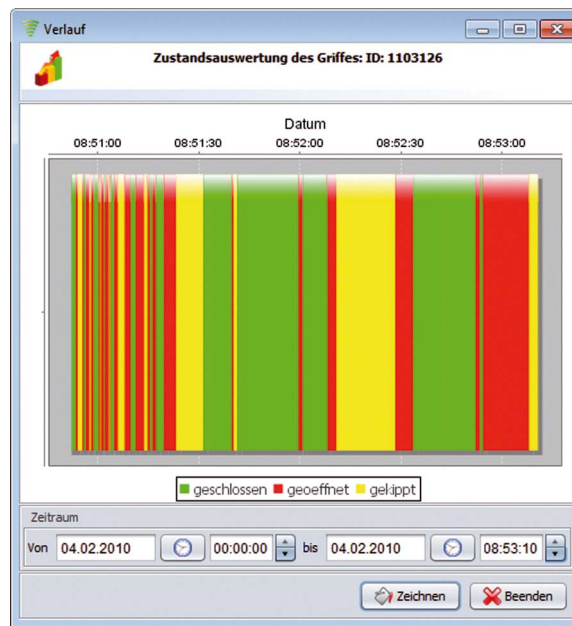 Verlauf
Zustandsauswertung des Griffes: ID: 1103126
Datum
08:51:00 08:51:30 08:52:00 08:52:30 08:53:00
geschlossen geoeffnet gekippt
Zeitraum
Von 04.02.2010 00:00:00 bis 04.02.2010 08:53:10
Zeichnen Beenden